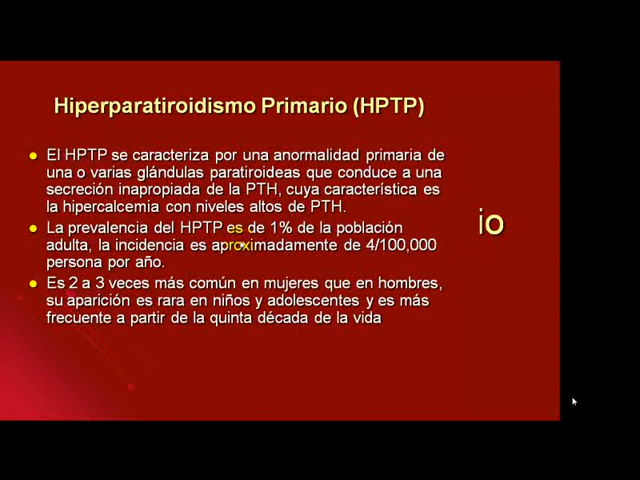 Hiperparatiroidismo Primario (HPTP)
● El HPTP se caracteriza por una anormalidad primaria de
una o varias glándulas paratiroideas que conduce a una
secreción inapropiada de la PTH, cuya característica es
la hipercalcemia con niveles altos de PTH.
● La prevalencia del HPTP es de 1% de la población
adulta, la incidencia es aproximadamente de 4/100,000
persona por año.
● Es 2 a 3 veces más común en mujeres que en hombres,
su aparición es rara en niños y adolescentes y es más
frecuente a partir de la quinta década de la vida
io